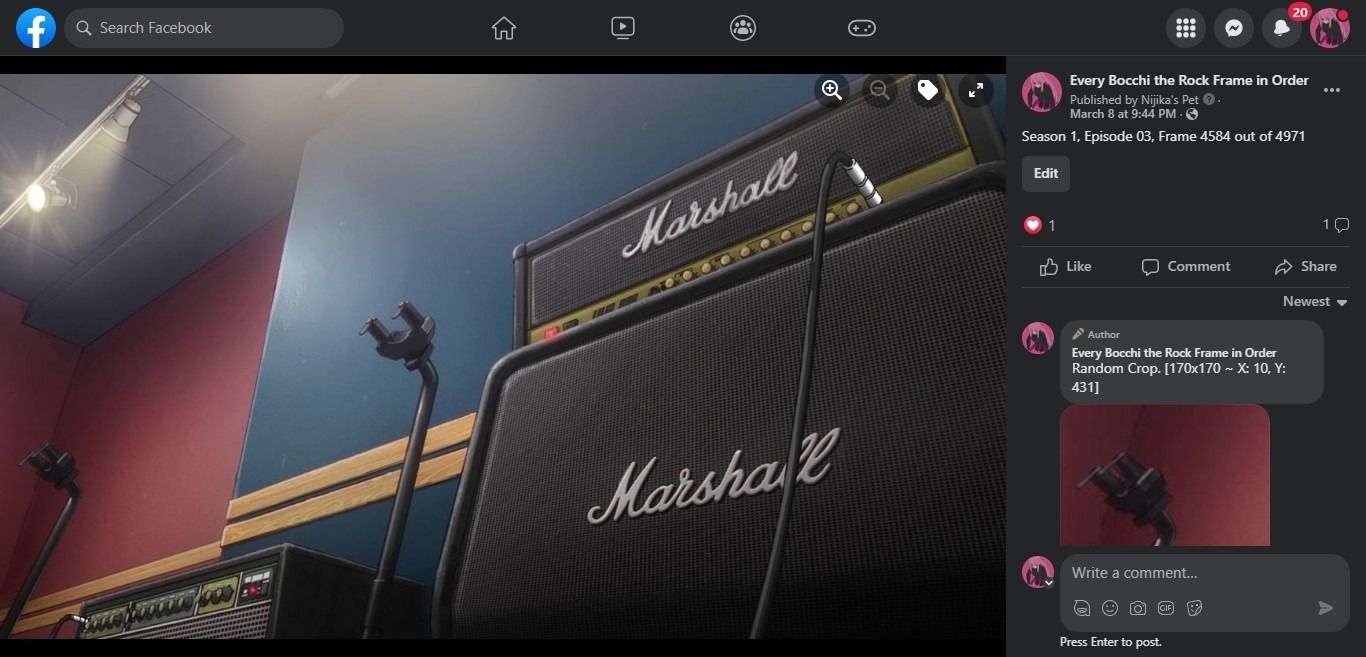 Search Facebook
20
Marshall
Marshall
Every Bocchi the Rock Frame in Order
Published by Nijika's Pet ·
March 8 at 9:44 PM ·
Season 1, Episode 03, Frame 4584 out of 4971
Edit
1
1
Like
Comment
Share
Newest
Author
Every Bocchi the Rock Frame in Order
Random Crop. [170x170 ~ X: 10, Y:
431]
Write a comment...
GIF
Press Enter to post.